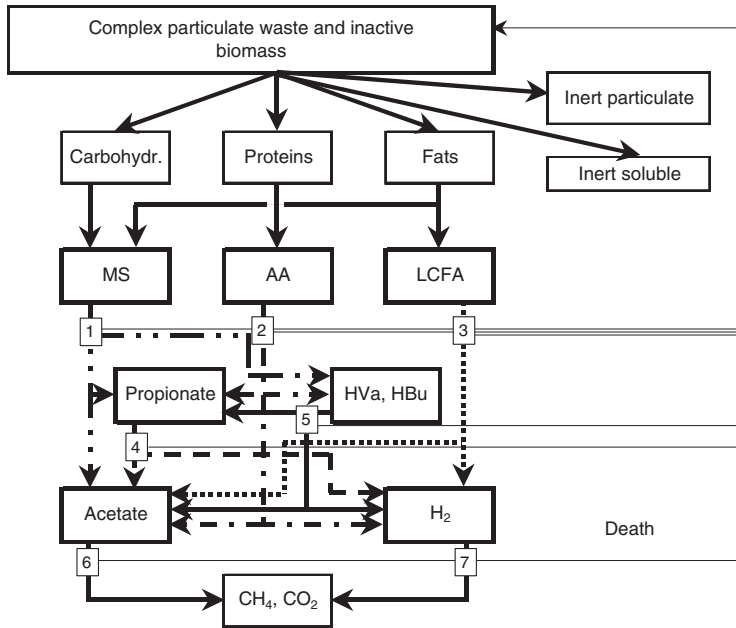 Complex particulate waste and inactive
biomass
Inert particulate
Carbohydr.
Proteins
Fats
Inert soluble
MS
AA
LCFA
1
2
3
Propionate
HVa, HBu
5
4
Acetate
H₂
Death
6
7
CH₄, CO₂